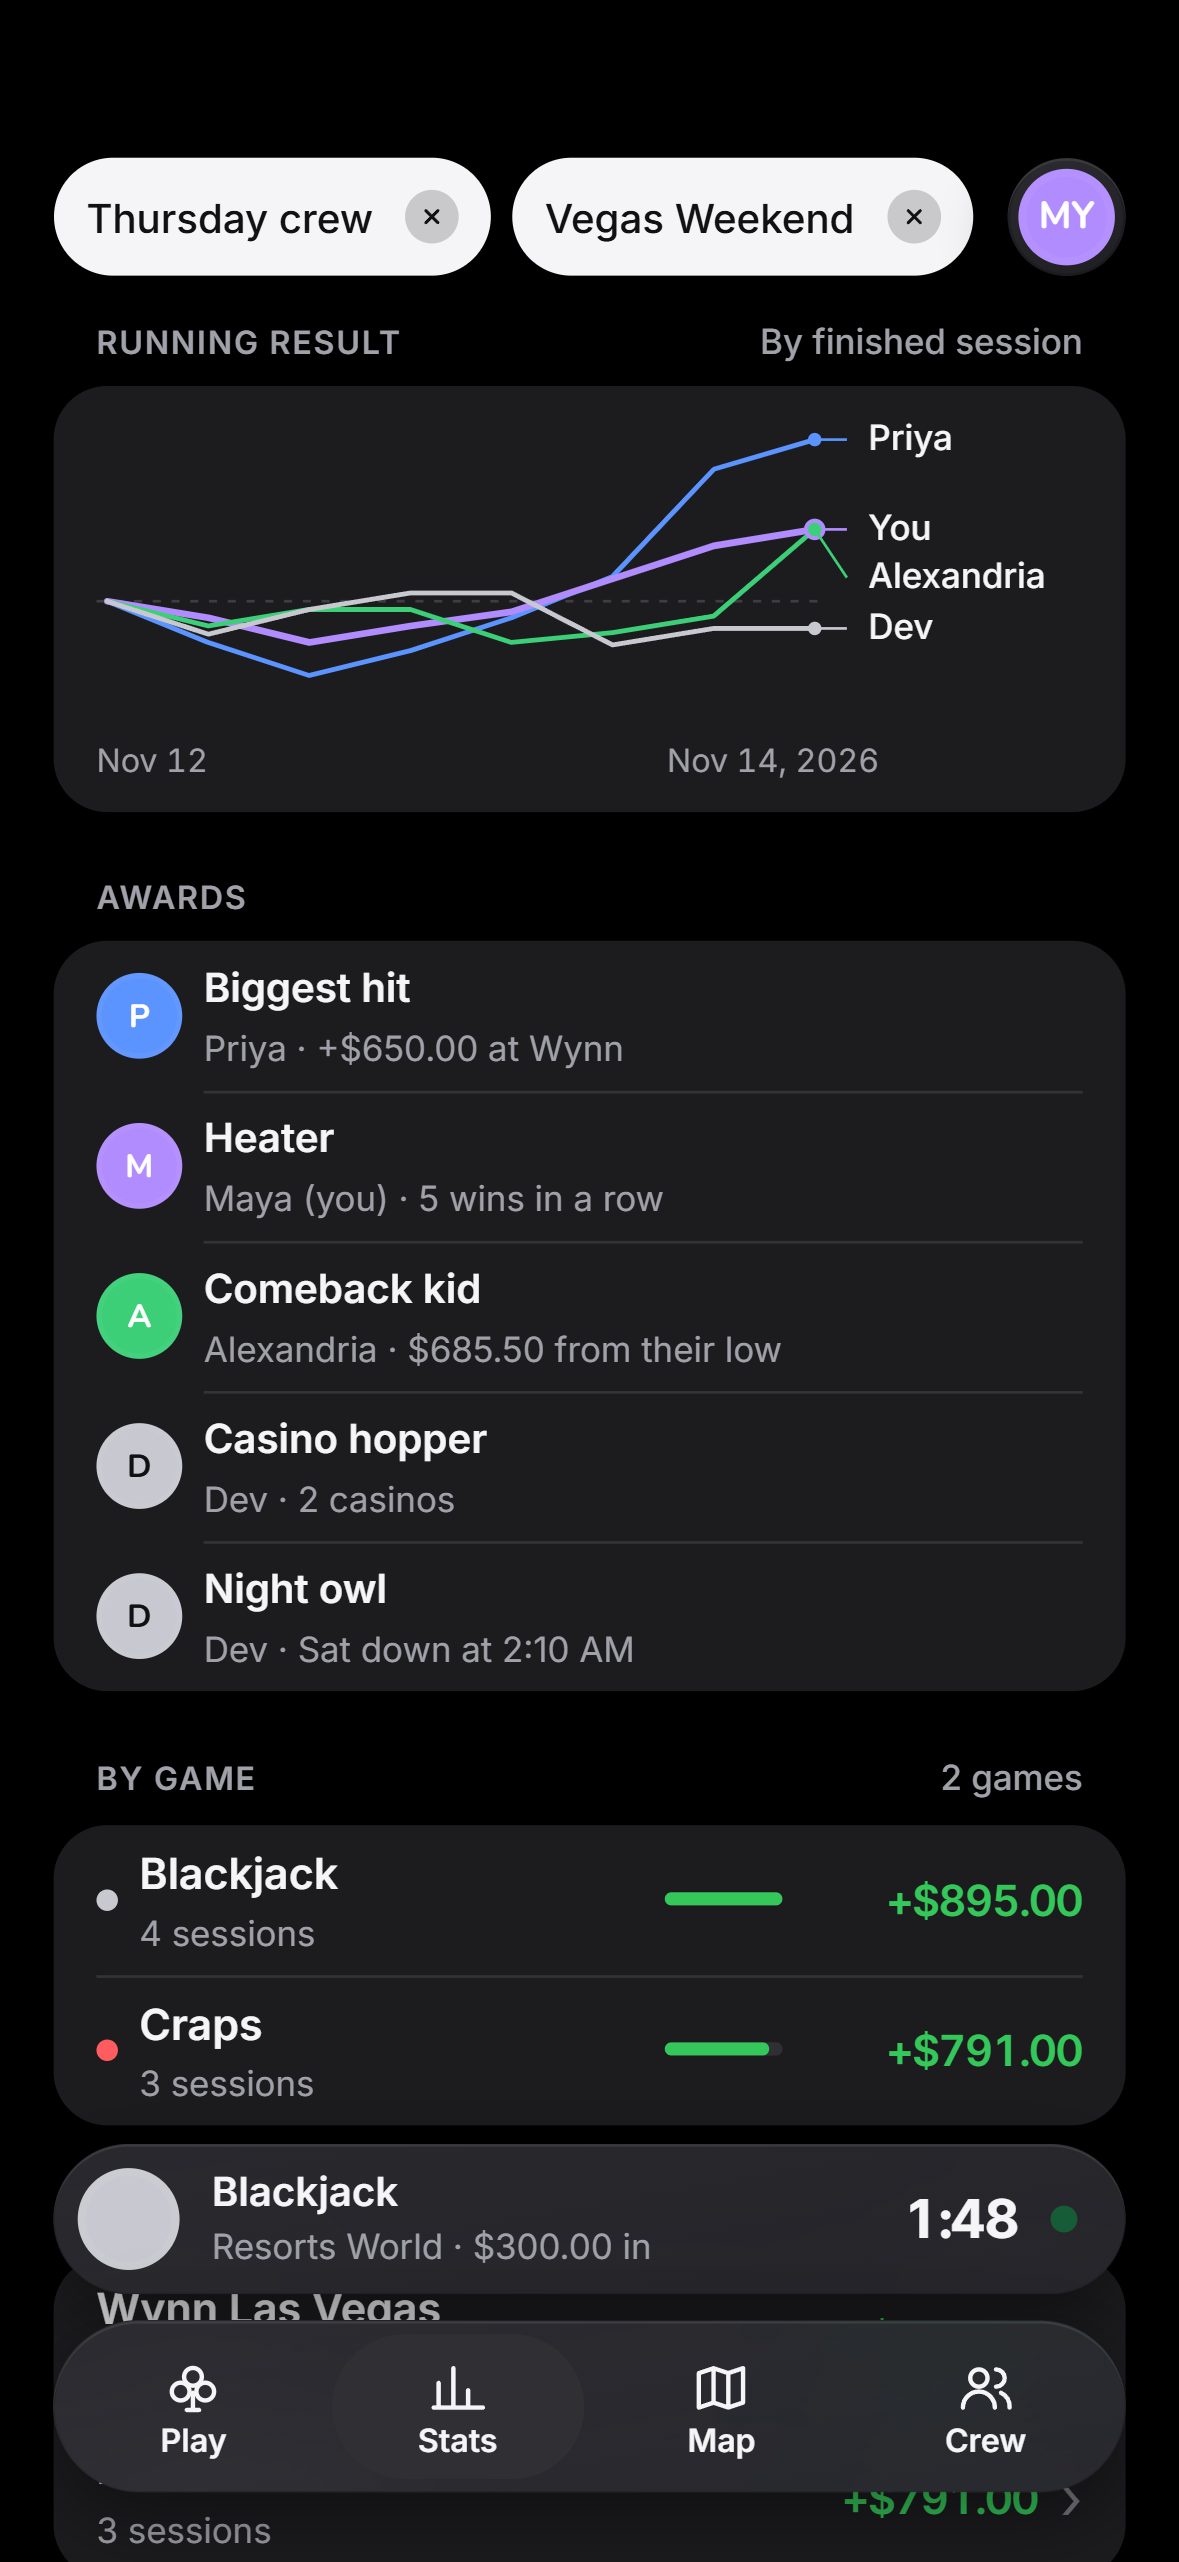 Thursday crew
Vegas Weekend
MY
RUNNING RESULT
By finished session
Priya
You
Alexandria
Dev
Nov 12
Nov 14, 2026
AWARDS
P
Biggest hit
Priya · +$650.00 at Wynn
M
Heater
Maya (you) · 5 wins in a row
A
Comeback kid
Alexandria · $685.50 from their low
D
Casino hopper
Dev · 2 casinos
D
Night owl
Dev · Sat down at 2:10 AM
BY GAME
2 games
Blackjack
4 sessions
+$895.00
Craps
3 sessions
+$791.00
Blackjack
Resorts World · $300.00 in
1:48
Wynn Las Vegas
Play
Stats
Map
Crew
+$791.00
3 sessions